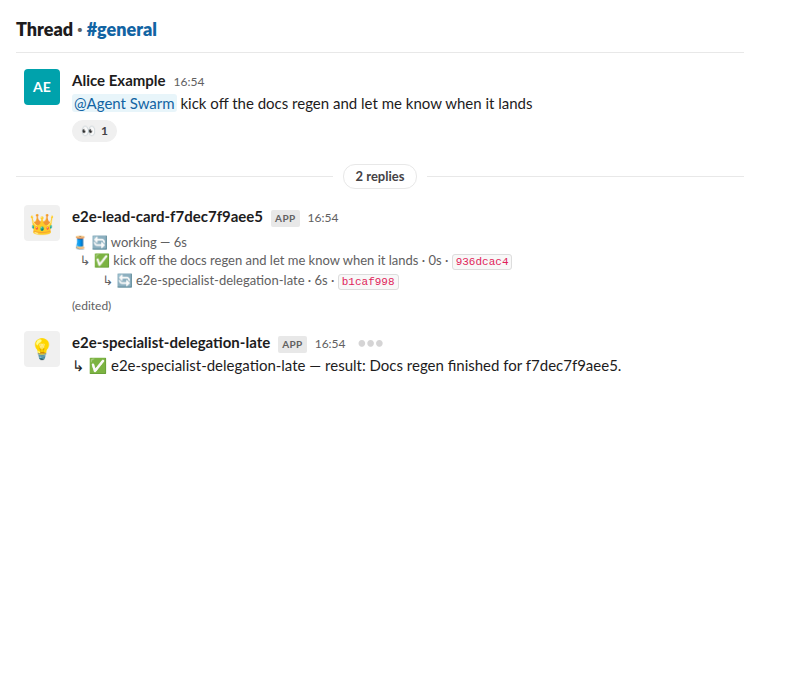 Thread • #general
AE
Alice Example 16:54
@Agent Swarm kick off the docs regen and let me know when it lands
👀 1
2 replies
e2e-lead-card-f7dec7f9aee5 APP 16:54
🧵 🔄 working — 6s
↳ ✅ kick off the docs regen and let me know when it lands · 0s · 936dcac4
↳ 🔄 e2e-specialist-delegation-late · 6s · b1caf998
(edited)
e2e-specialist-delegation-late APP 16:54
↳ ✅ e2e-specialist-delegation-late — result: Docs regen finished for f7dec7f9aee5.